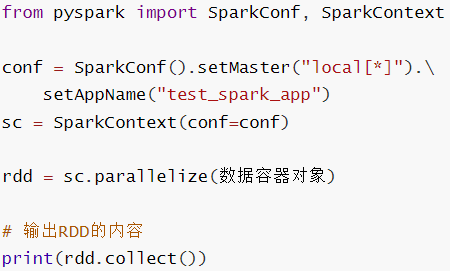 from pyspark import SparkConf, SparkContext
conf = SparkConf().setMaster("local[*]").\
    setAppName("test_spark_app")
sc = SparkContext(conf=conf)
rdd = sc.parallelize(数据容器对象)
# 输出RDD的内容
print(rdd.collect())